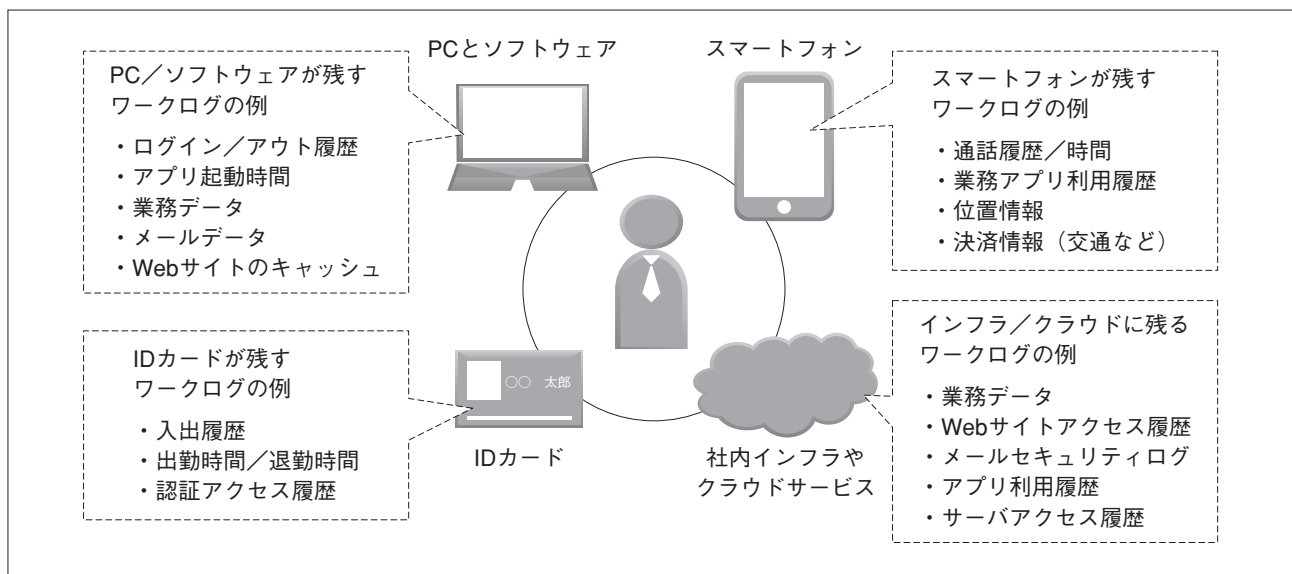 PCとソフトウェア
PC／ソフトウェアが残す
ワークログの例
・ログイン／アウト履歴
・アプリ起動時間
・業務データ
・メールデータ
・Webサイトのキャッシュ
スマートフォン
スマートフォンが残す
ワークログの例
・通話履歴／時間
・業務アプリ利用履歴
・位置情報
・決済情報（交通など）
IDカードが残す
ワークログの例
・入出履歴
・出勤時間／退勤時間
・認証アクセス履歴
○○　太郎
IDカード
社内インフラや
クラウドサービス
インフラ／クラウドに残る
ワークログの例
・業務データ
・Webサイトアクセス履歴
・メールセキュリティログ
・アプリ利用履歴
・サーバアクセス履歴